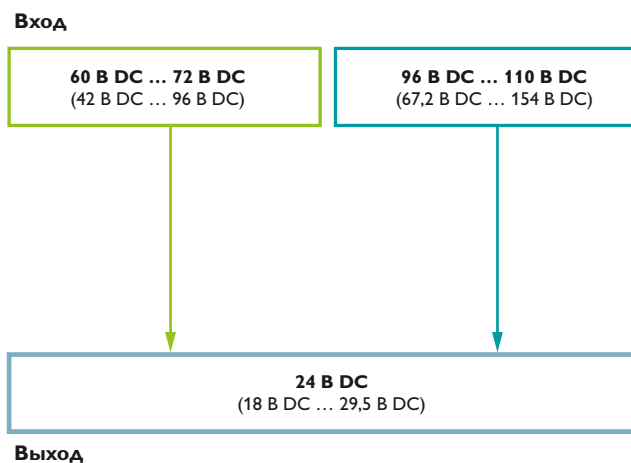 Вход
60 В DC … 72 В DC
(42 В DC … 96 В DC)
96 В DC … 110 В DC
(67,2 В DC … 154 В DC)
24 В DC
(18 В DC … 29,5 В DC)
Выход